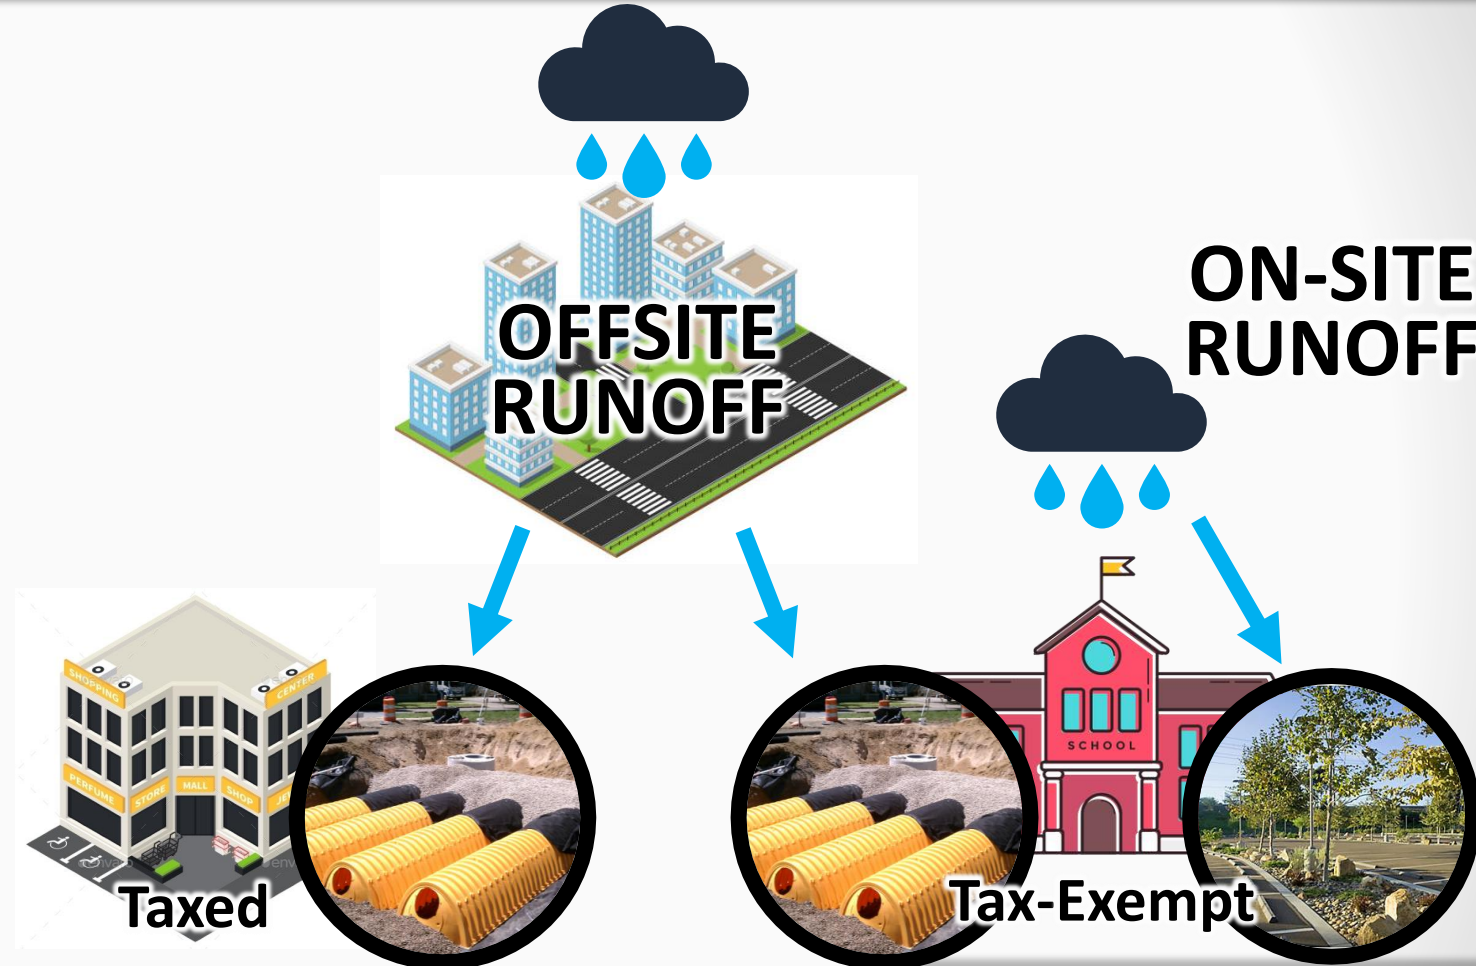 OFFSITE
RUNOFF
ON-SITE
RUNOFF
SHOPPING
CENTER
PERFUME
STORE
MALL
SHOP
SCHOOL
Taxed
Tax-Exempt